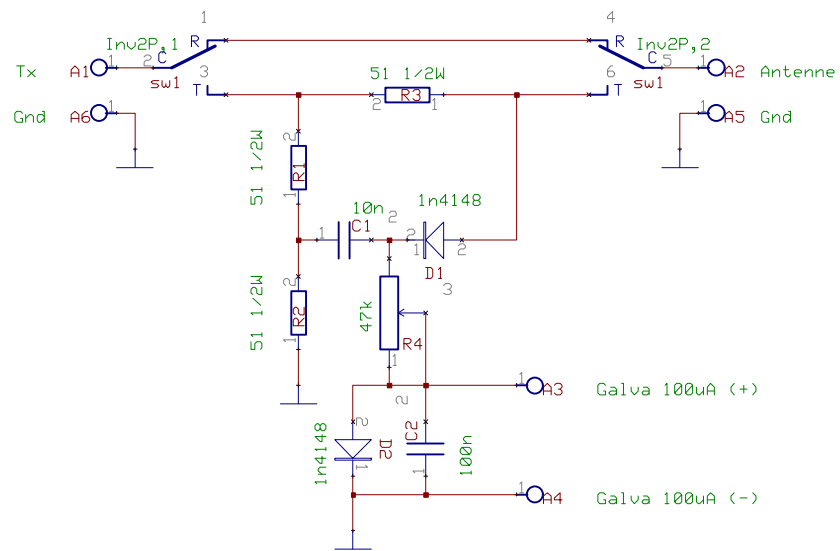 1
4
Inv2P,1
R
R
Inv2P,2
Tx
A1
1
2
C
sw1
3
T
51 1/2W
6
T
C
5
sw1
1
A2
Antenne
Gnd
A6
1
2
R3
1
1
A5
Gnd
51 1/2W
2
R1
1
10n
C1
1
2
1n4148
2
1
2
D1
3
51 1/2W
2
R2
1
47k
R4
1
2
1
A3
Galva 100uA (+)
1n4148
2
D2
1
C2
1
100n
1
A4
Galva 100uA (-)